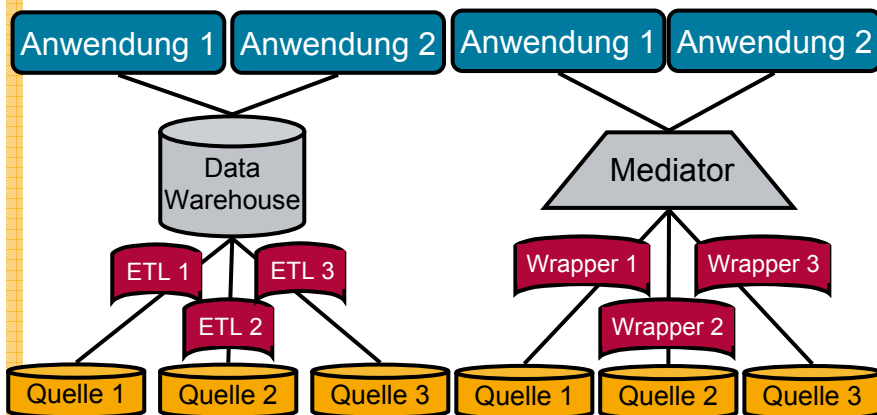 Anwendung 1
Anwendung 2
Anwendung 1
Anwendung 2
Data
Warehouse
Mediator
ETL 1
ETL 3
ETL 2
Wrapper 1
Wrapper 3
Wrapper 2
Quelle 1
Quelle 2
Quelle 3
Quelle 1
Quelle 2
Quelle 3